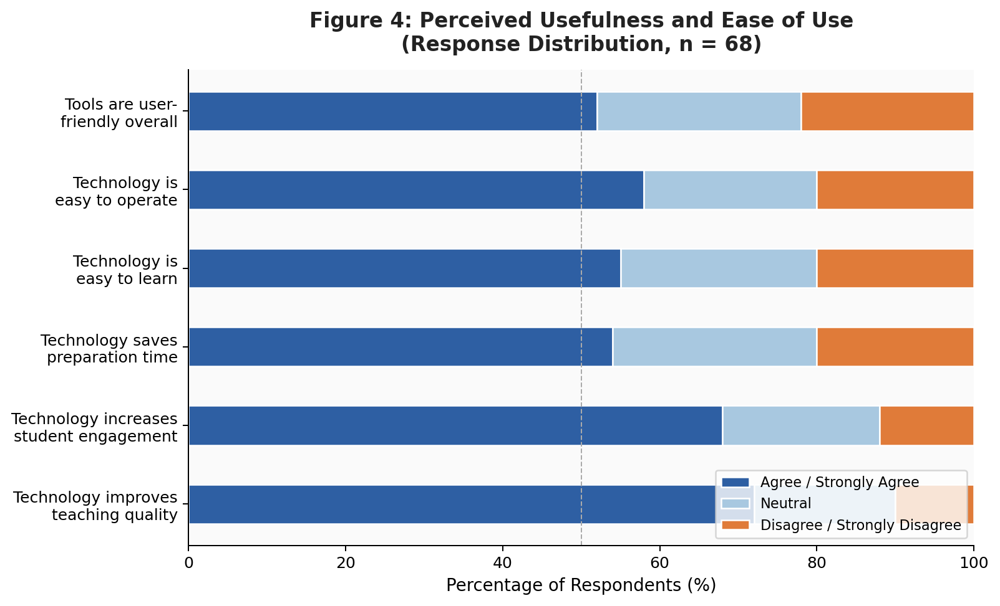 Figure 4: Perceived Usefulness and Ease of Use
(Response Distribution, n = 68)
Tools are user-
friendly overall
Technology is
easy to operate
Technology is
easy to learn
Technology saves
preparation time
Technology increases
student engagement
Technology improves
teaching quality
Agree / Strongly Agree
Neutral
Disagree / Strongly Disagree
0 20 40 60 80 100
Percentage of Respondents (%)